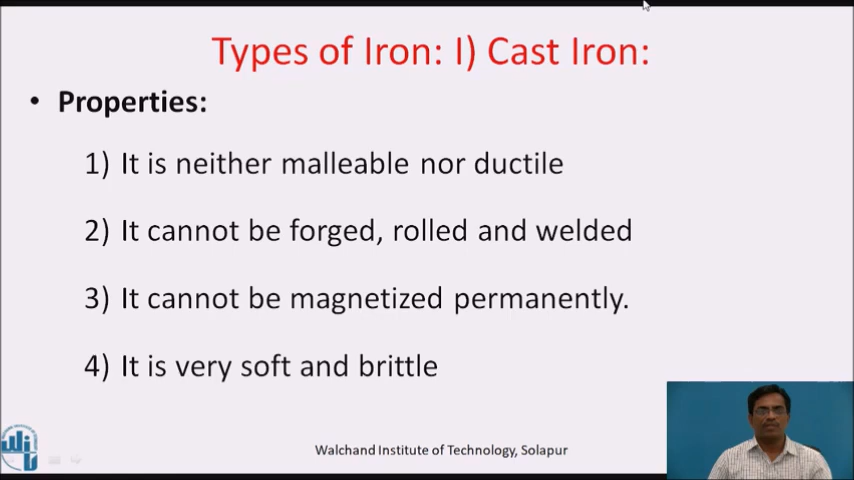 Types of Iron: I) Cast Iron:
• Properties:
1) It is neither malleable nor ductile
2) It cannot be forged, rolled and welded
3) It cannot be magnetized permanently.
4) It is very soft and brittle
Walchand Institute of Technology, Solapur